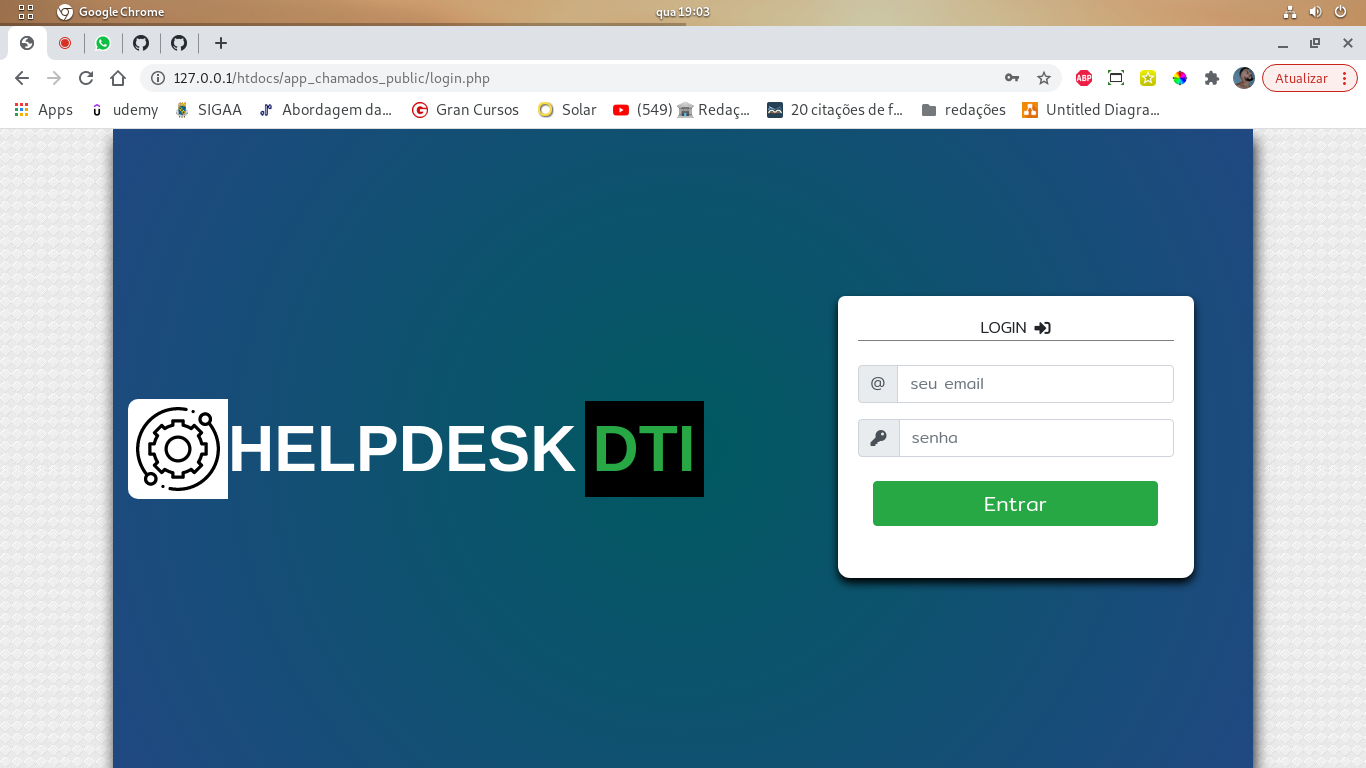 Google Chrome
qua 19:03
127.0.0.1/htdocs/app_chamados_public/login.php
ABP
Atualizar
Apps
udemy
SIGAA
Abordagem da...
Gran Cursos
Solar
(549) 🏛 Redaç...
20 citações de f...
redações
Untitled Diagra...
LOGIN
@
seu email
HELPDESK DTI
senha
Entrar